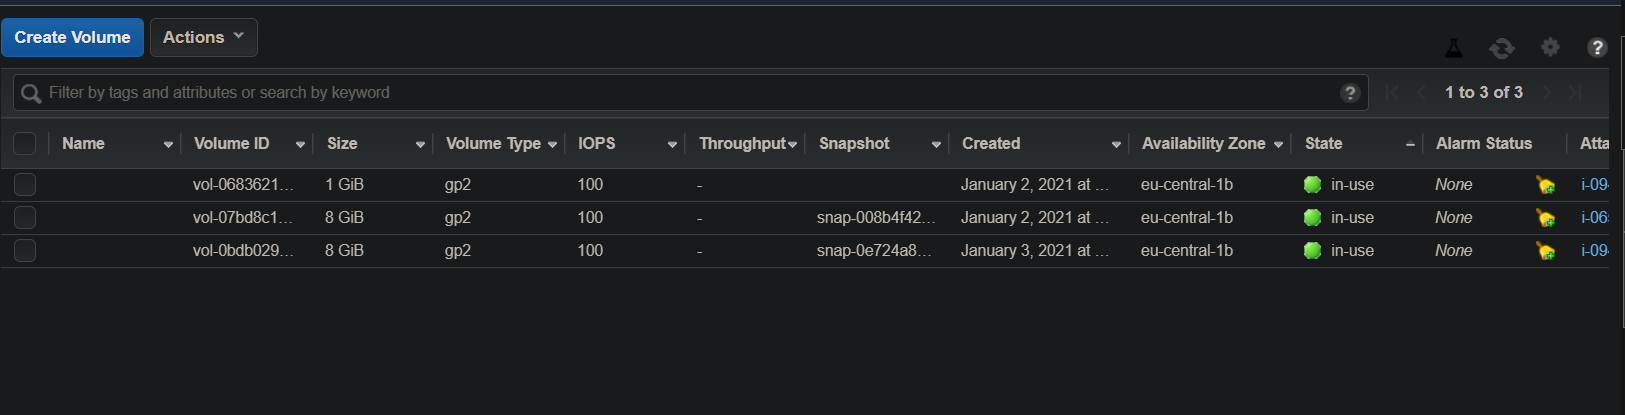 Create Volume Actions
?
Filter by tags and attributes or search by keyword ? 1 to 3 of 3
Name Volume ID Size Volume Type IOPS Throughput Snapshot Created Availability Zone State Alarm Status Atta
vol-0683621... 1 GiB gp2 100 - January 2, 2021 at ... eu-central-1b in-use None i-094
vol-07bd8c1... 8 GiB gp2 100 - snap-008b4f42... January 2, 2021 at ... eu-central-1b in-use None i-06
vol-0bdb029... 8 GiB gp2 100 - snap-0e724a8... January 3, 2021 at ... eu-central-1b in-use None i-094